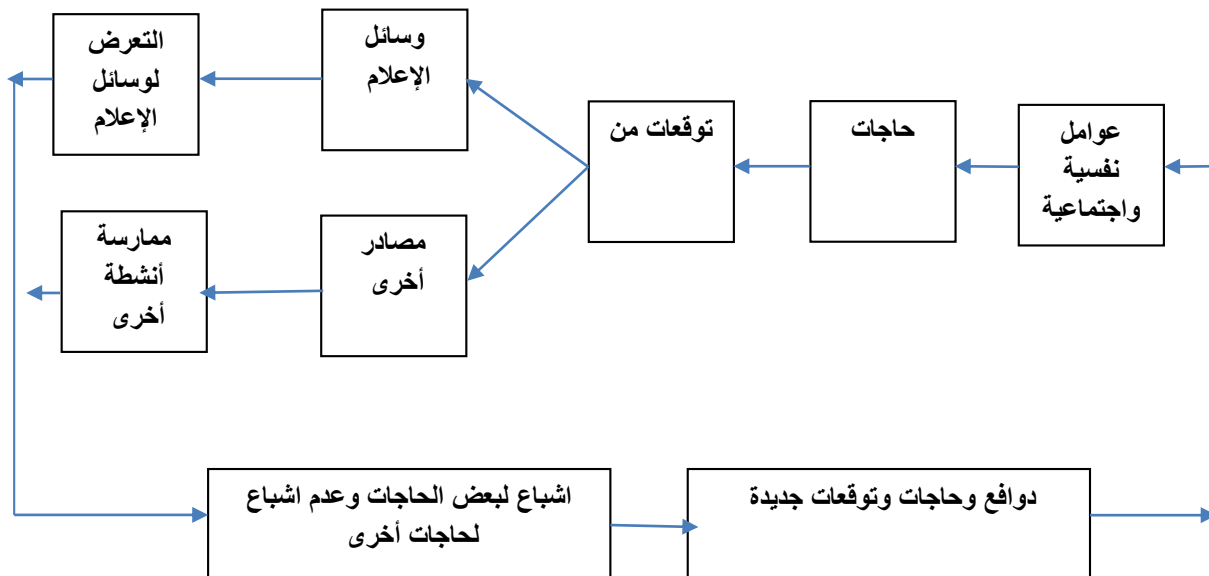 عوامل
نفسية
واجتماعية
حاجات
توقعات من
وسائل
الإعلام
التعرض
لوسائل
الإعلام
مصادر
أخرى
ممارسة
أنشطة
أخرى
اشباع لبعض الحاجات وعدم اشباع
لحاجات أخرى
دوافع وحاجات وتوقعات جديدة